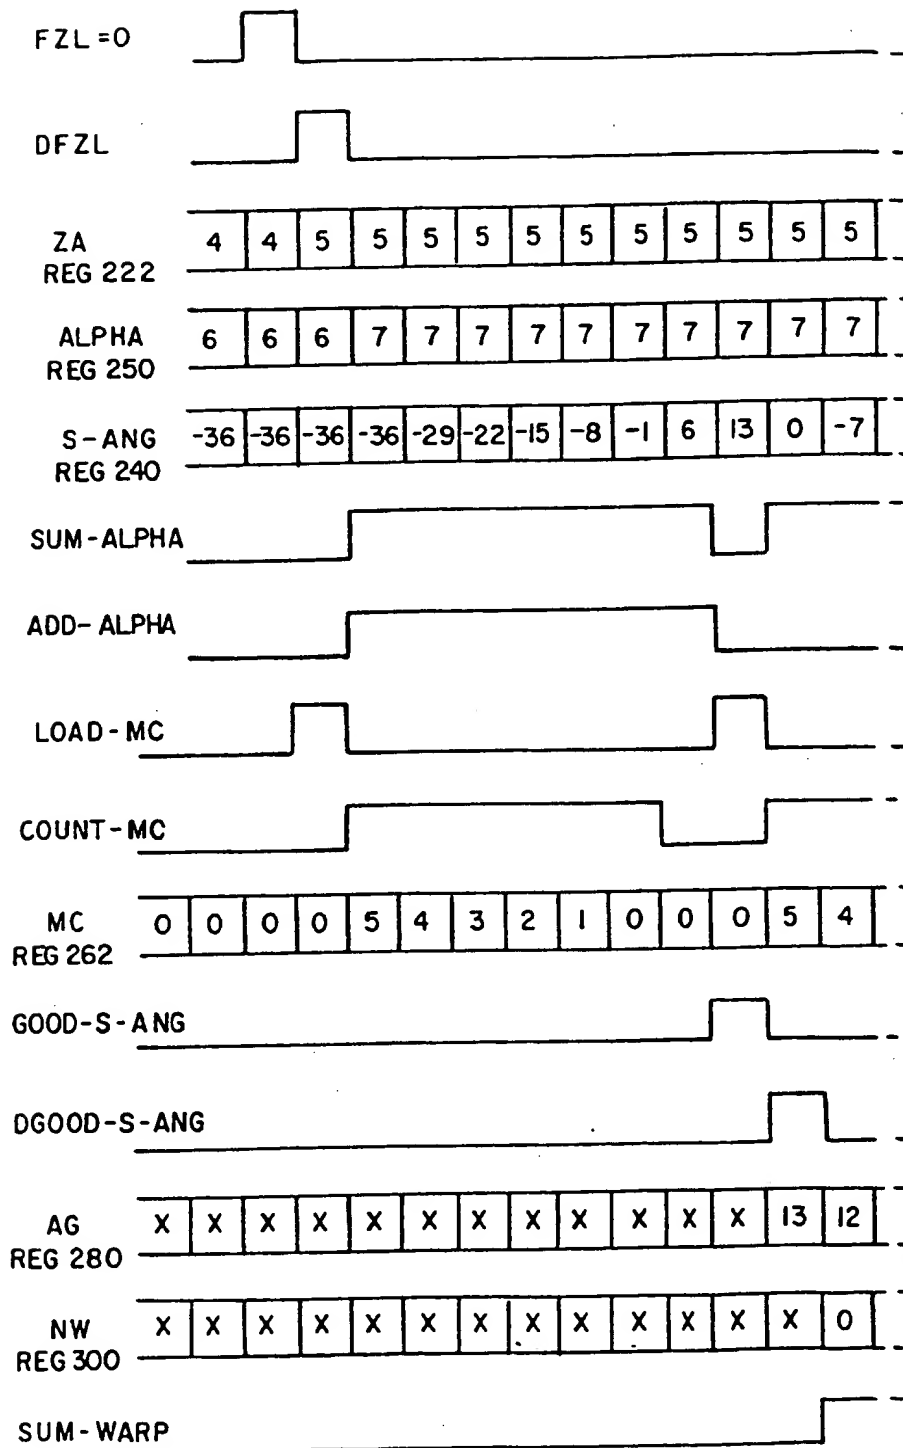 FZL=0
DFZL
ZA 4 4 5 5 5 5 5 5 5 5 5 5 5
REG 222
ALPHA 6 6 6 7 7 7 7 7 7 7 7 7 7
REG 250
S-ANG -36 -36 -36 -36 -29 -22 -15 -8 -1 6 13 0 -7
REG 240
SUM-ALPHA
ADD-ALPHA
LOAD-MC
COUNT-MC
MC 0 0 0 0 5 4 3 2 1 0 0 0 5 4
REG 262
GOOD-S-ANG
DGOOD-S-ANG
AG X X X X X X X X X X X X 13 12
REG 280
NW X X X X X X X X X X X X X 0
REG 300
SUM-WARP